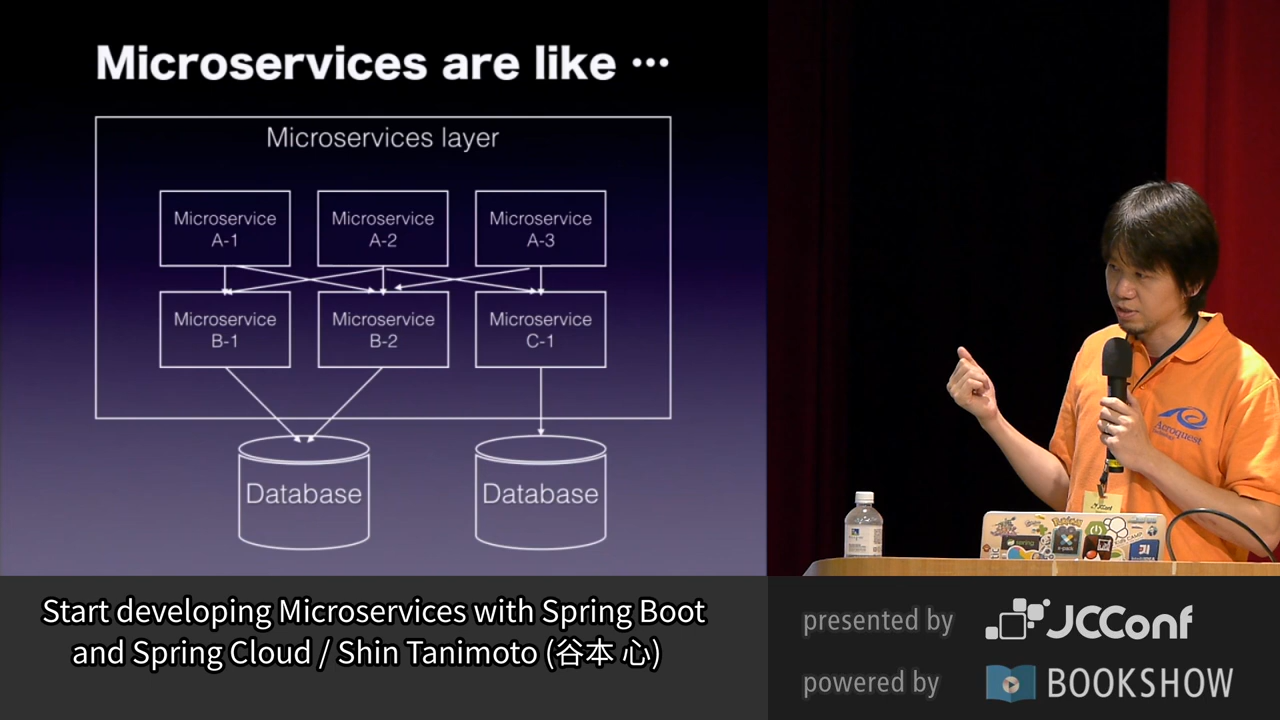 Microservices are like ···
Microservices layer
Microservice
A-1
Microservice
A-2
Microservice
A-3
Microservice
B-1
Microservice
B-2
Microservice
C-1
Database
Database
Aeroquest
spring
Start developing Microservices with Spring Boot
and Spring Cloud / Shin Tanimoto (谷本 心)
presented by
JCConf
powered by
BOOKSHOW